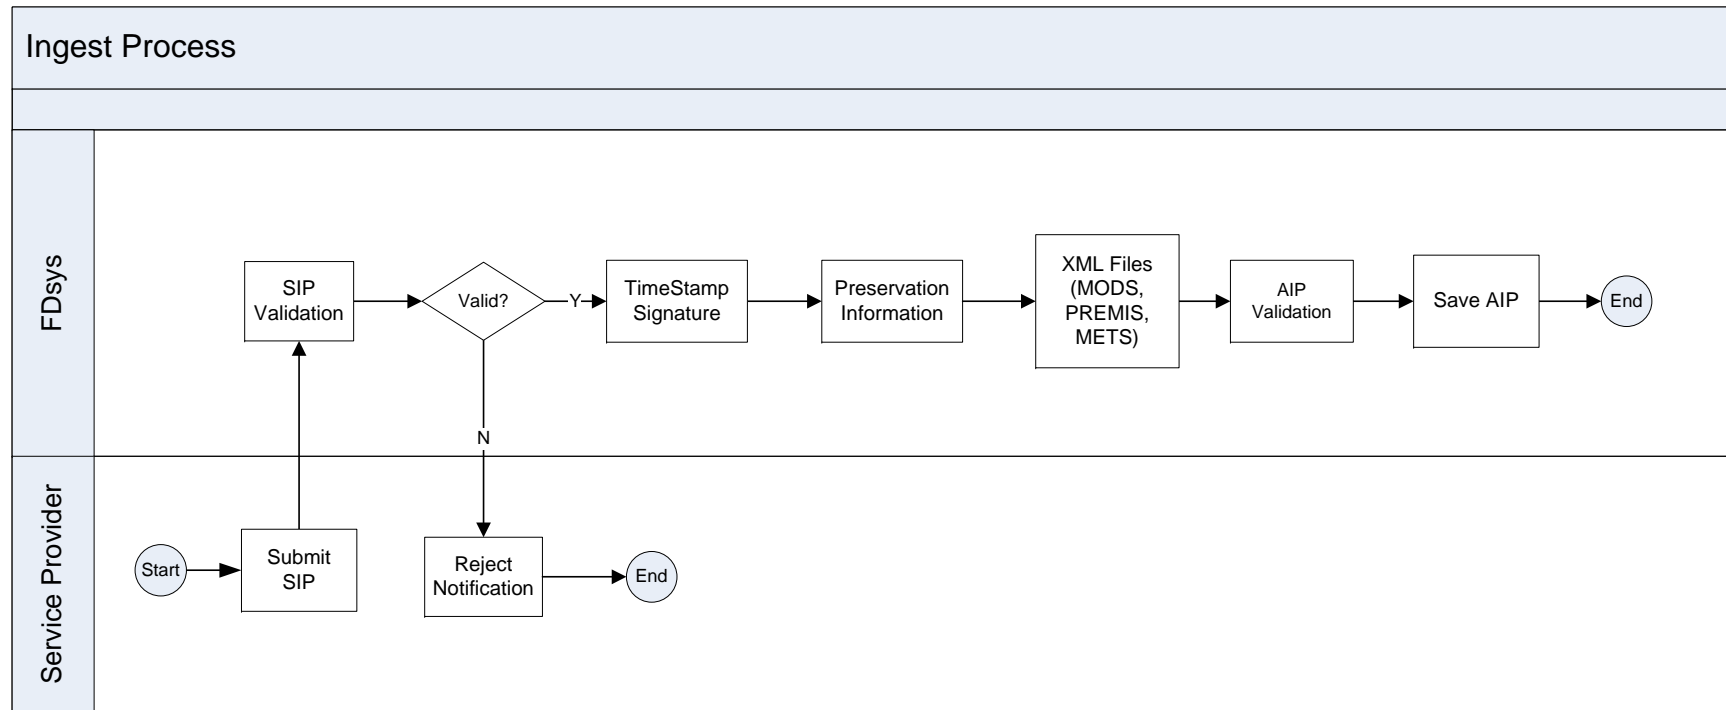 Ingest Process
FDsys
SIP
Validation
Valid?
Y
TimeStamp
Signature
Preservation
Information
XML Files
(MODS,
PREMIS,
METS)
AIP
Validation
Save AIP
End
N
Service Provider
Start
Submit
SIP
Reject
Notification
End